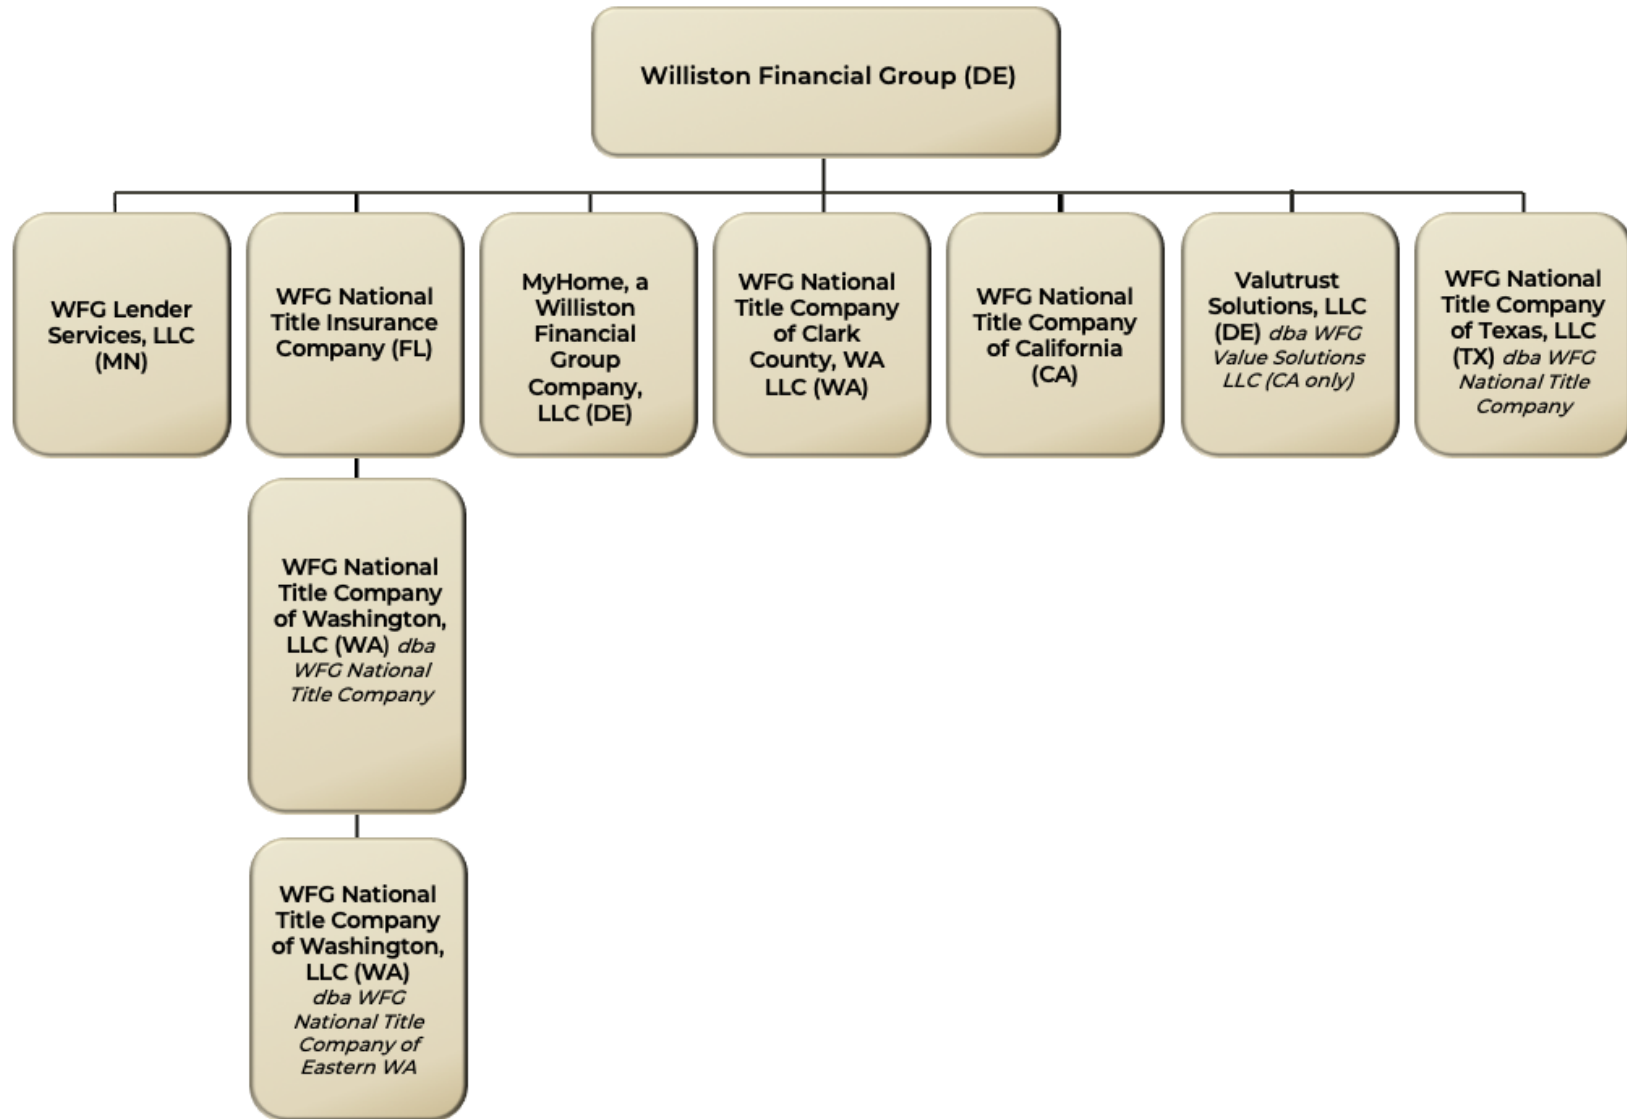 Williston Financial Group (DE)
WFG Lender
Services, LLC
(MN)
WFG National
Title Insurance
Company (FL)
MyHome, a
Williston
Financial
Group
Company,
LLC (DE)
WFG National
Title Company
of Clark
County, WA
LLC (WA)
WFG National
Title Company
of California
(CA)
Valutrust
Solutions, LLC
(DE) dba WFG
Value Solutions
LLC (CA only)
WFG National
Title Company
of Texas, LLC
(TX) dba WFG
National Title
Company
WFG National
Title Company
of Washington,
LLC (WA) dba
WFG National
Title Company
WFG National
Title Company
of Washington,
LLC (WA)
dba WFG
National Title
Company of
Eastern WA